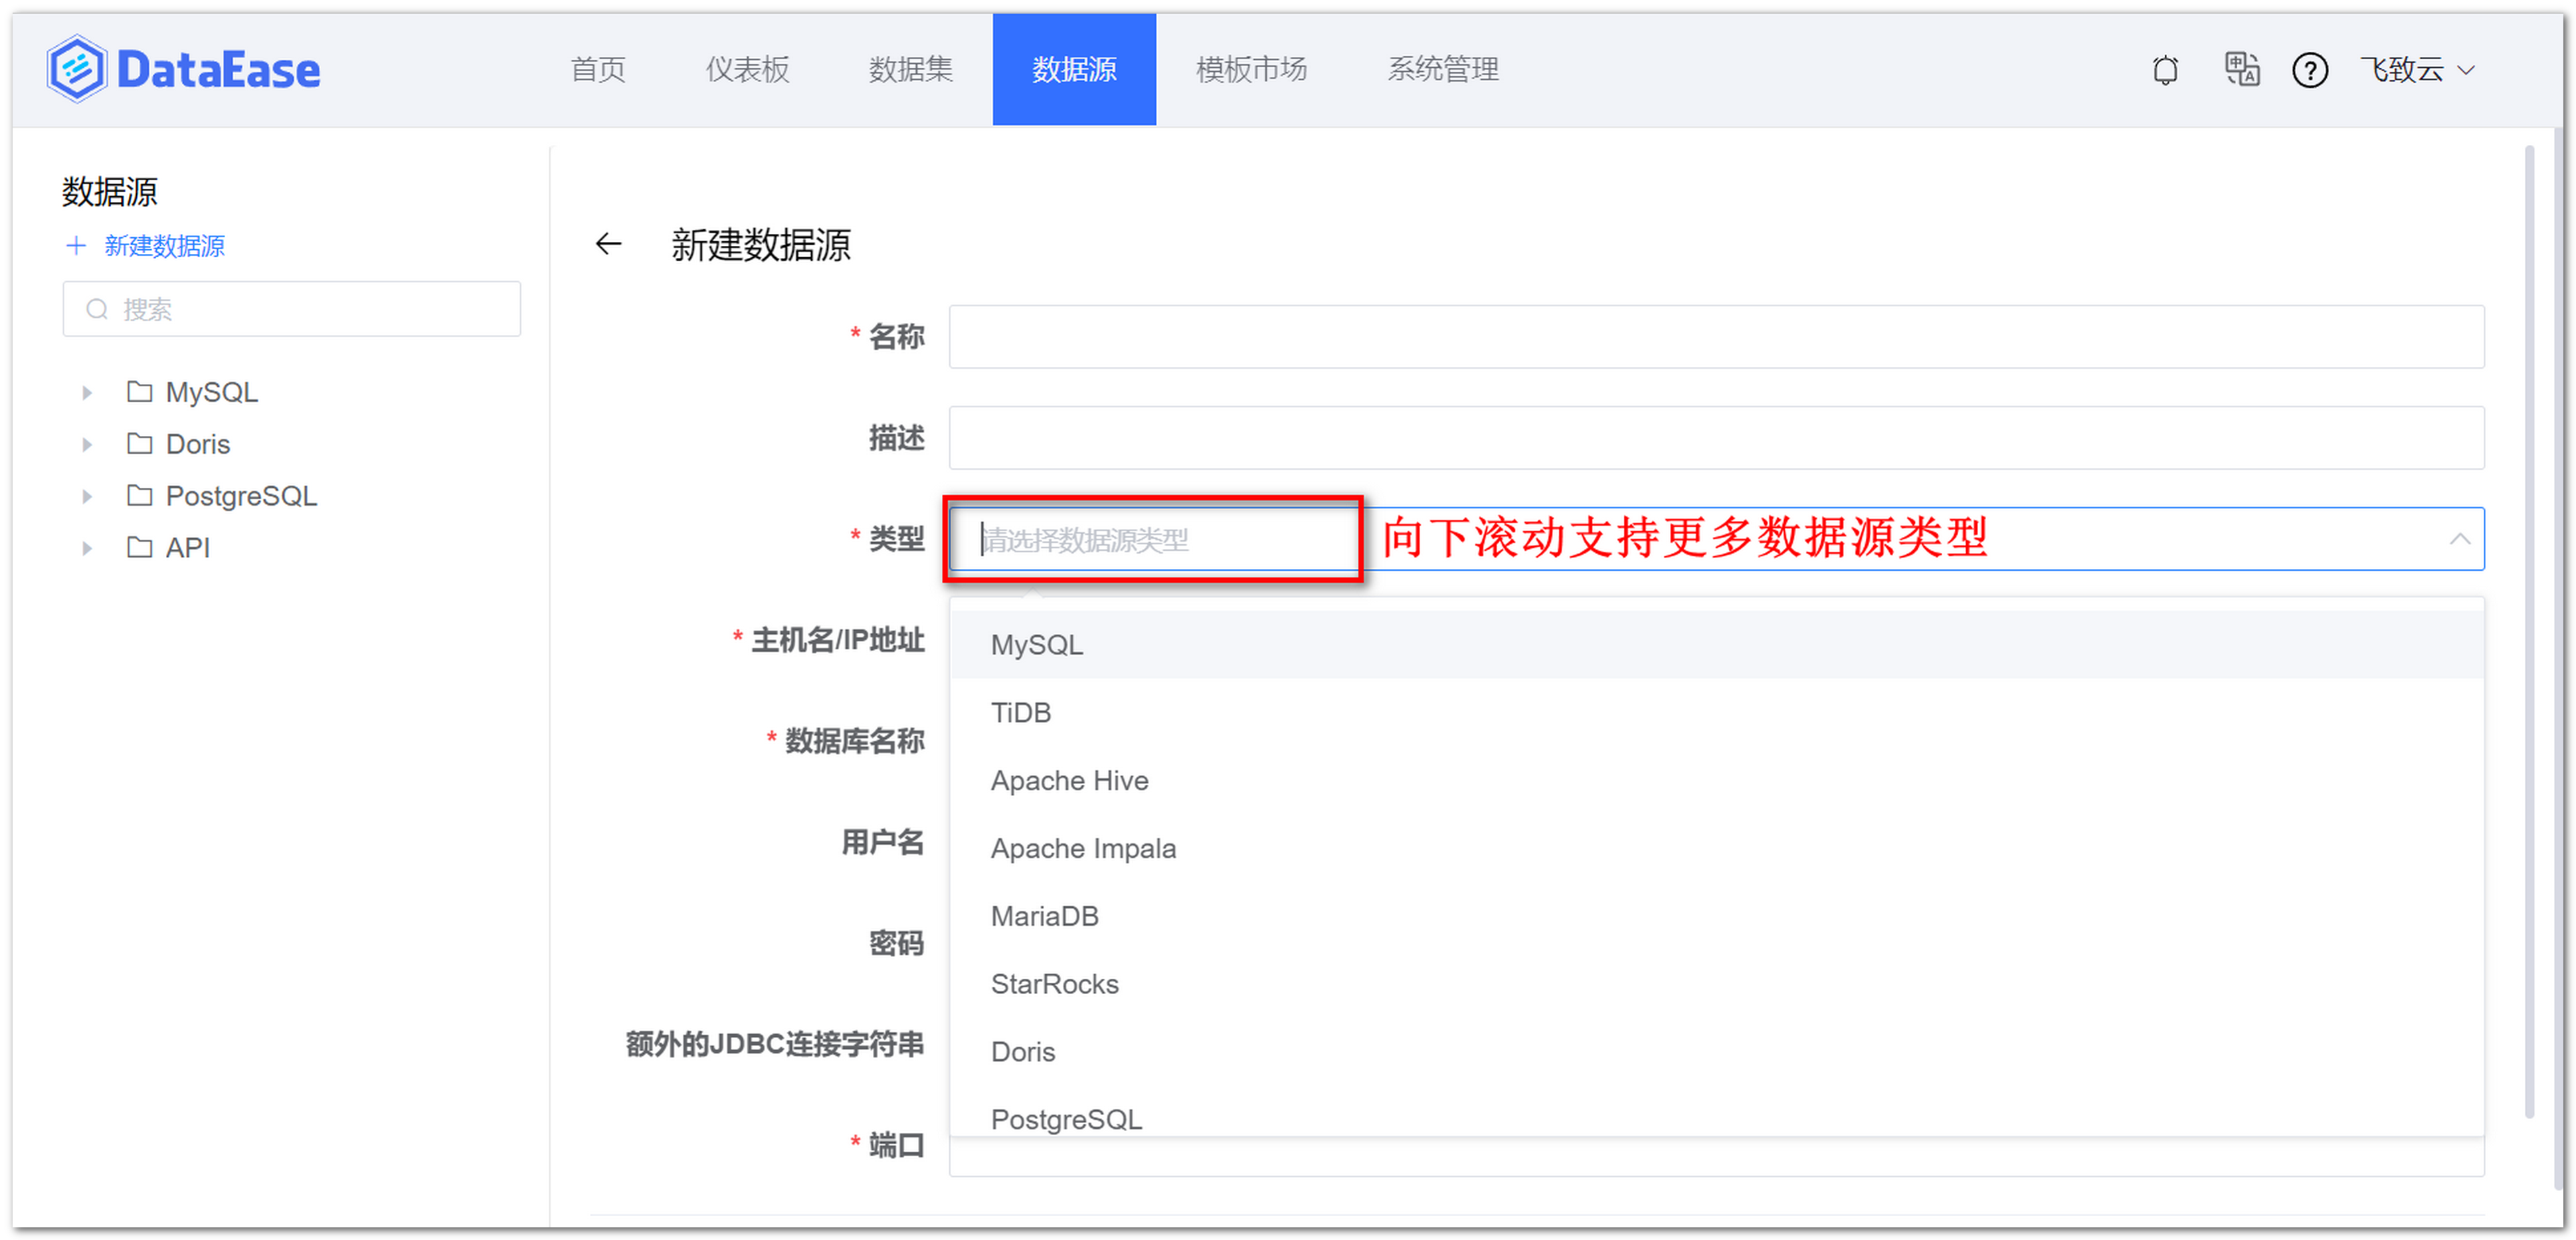 DataEase 首页 仪表板 数据集 数据源 模板市场 系统管理 中 A ? 飞致云
数据源
+ 新建数据源
搜索
MySQL
Doris
PostgreSQL
API
新建数据源
* 名称
描述
* 类型 请选择数据源类型 向下滚动支持更多数据源类型
* 主机名/IP地址
* 数据库名称
用户名
密码
额外的JDBC连接字符串
* 端口
MySQL
TiDB
Apache Hive
Apache Impala
MariaDB
StarRocks
Doris
PostgreSQL